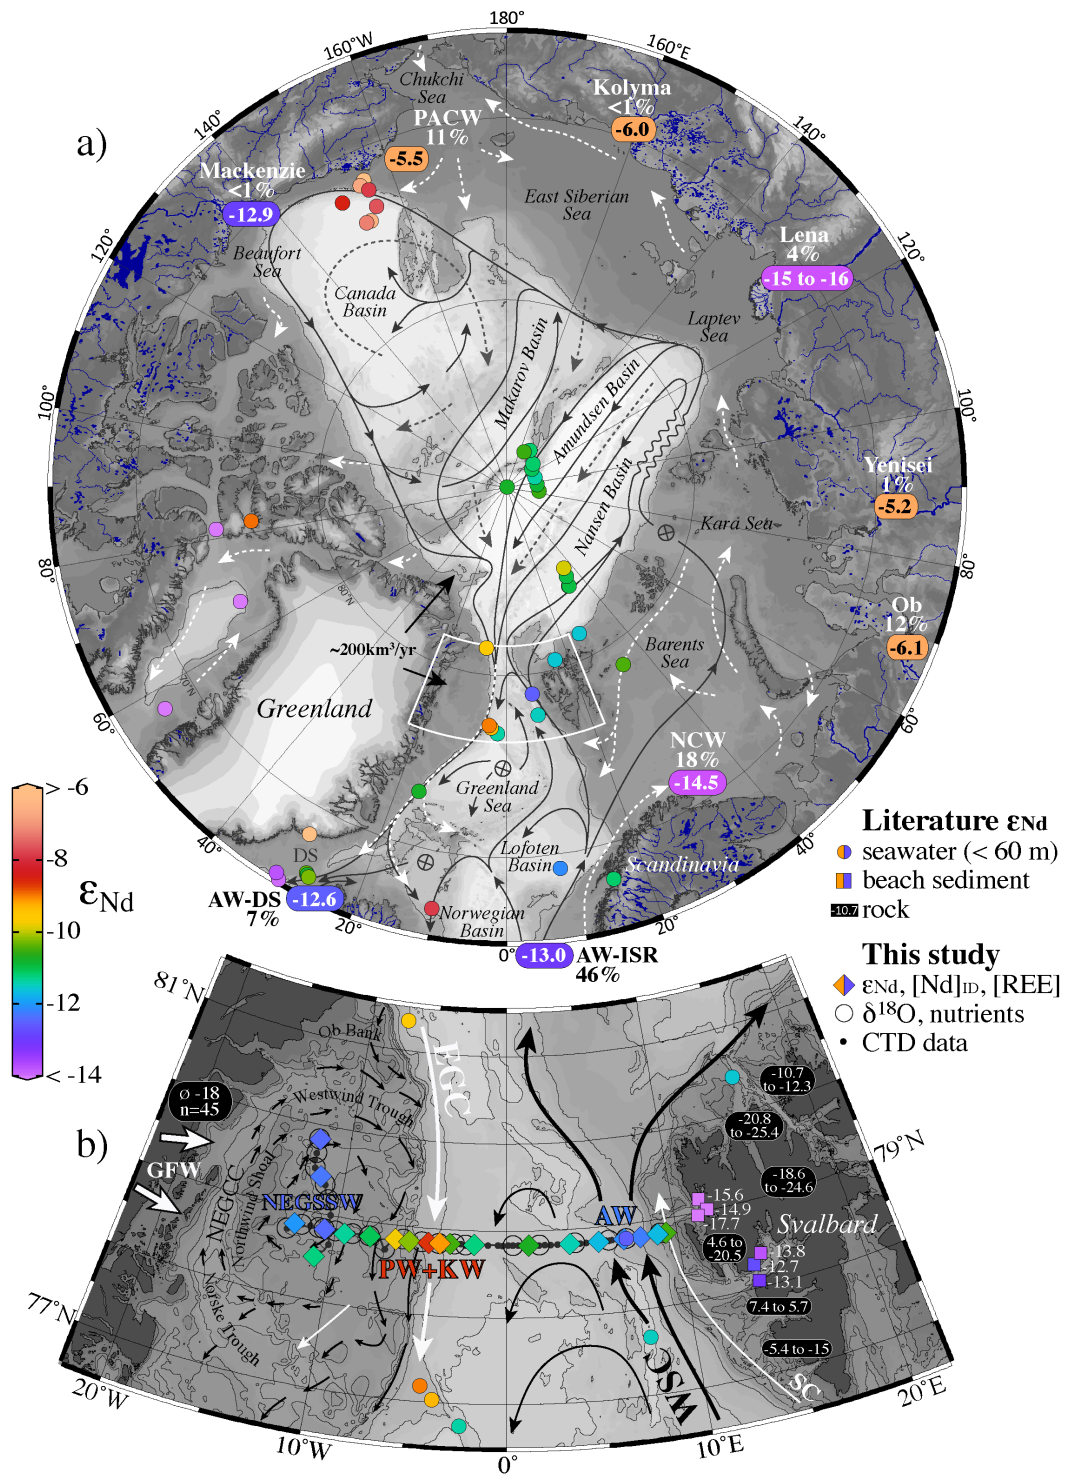 180°
160°W
160°E
140°
140°
120°
120°
100°
100°
80°
80°
60°
60°
40°
40°
20°
20°
0°
80°N
a)
Chukchi
Sea
PACW
11%
-5.5
Kolyma
<1%
-6.0
Mackenzie
<1%
-12.9
East Siberian
Sea
Lena
4%
-15 to -16
Beaufort
Sea
Canada
Basin
Laptev
Sea
Makarov Basin
Amundsen Basin
Nansen Basin
Yenisei
1%
-5.2
Kara Sea
Ob
12%
-6.1
Barents
Sea
~200km³/yr
Greenland
NCW
18%
-14.5
Greenland
Sea
Lofoten
Basin
Scandinavia
DS
AW-DS
7%
-12.6
Norwegian
Basin
-13.0
AW-ISR
46%
> -6
-8
-10
-12
< -14
εNd
Literature εNd
seawater (< 60 m)
beach sediment
-10.7 rock
This study
εNd, [Nd]ID, [REE]
δ¹⁸O, nutrients
CTD data
b)
81°N
79°N
77°N
77°N
20°W
10°W
0°
10°E
20°E
Ob Bank
Westwind Trough
EGC
ø -18
n=45
GFW
NEGCC
Northwind Shoal
NEGSSW
Norske Trough
PW+KW
AW
WSC
SC
Svalbard
-10.7
to -12.3
-20.8
to -25.4
-18.6
to -24.6
-15.6
-14.9
-17.7
4.6 to
-20.5
-13.8
-12.7
-13.1
7.4 to 5.7
-5.4 to -15